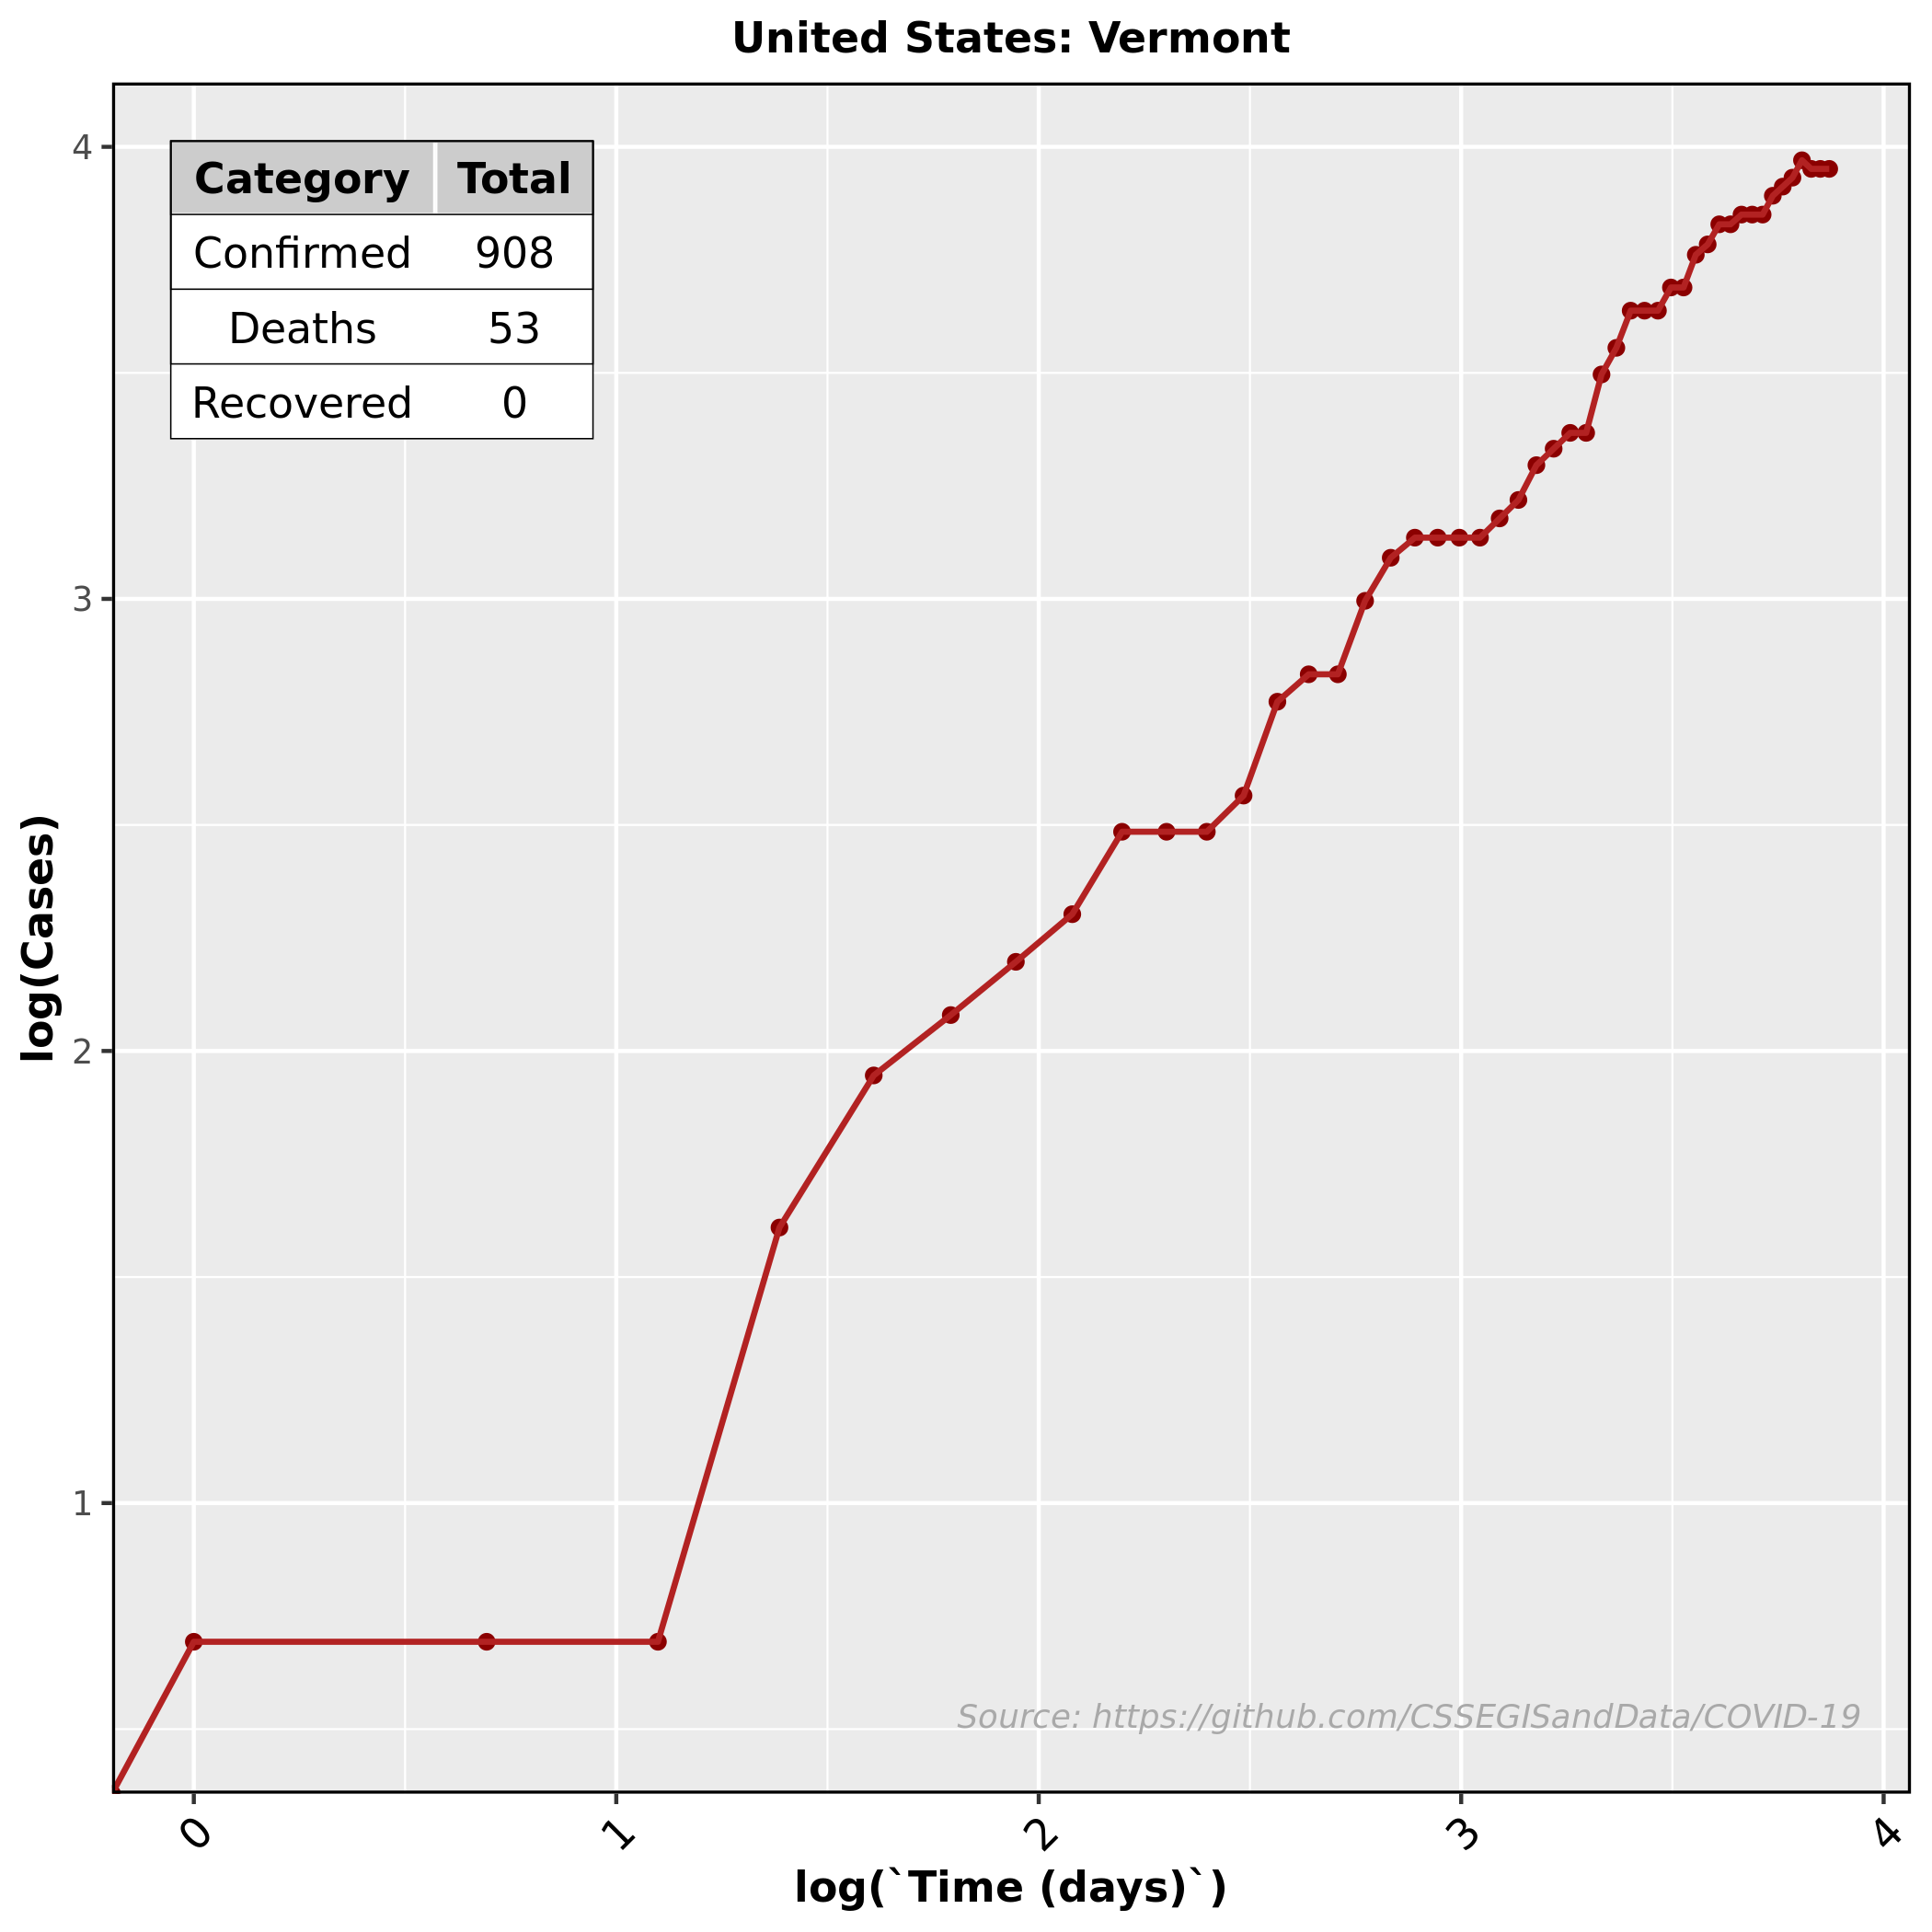 United States: Vermont
Category Total
Confirmed 908
Deaths 53
Recovered 0
4
3
2
1
log(Cases)
Source: https://github.com/CSSEGISandData/COVID-19
0 1 2 3 4
log(`Time (days)`)